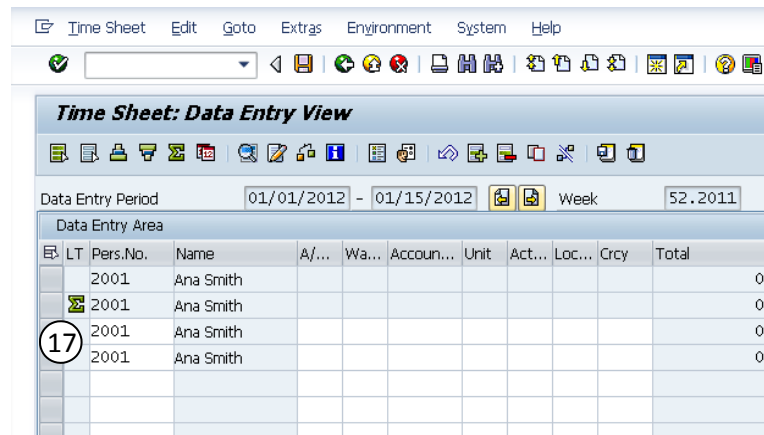 Time Sheet Edit Goto Extras Environment System Help
Time Sheet: Data Entry View
Data Entry Period 01/01/2012 - 01/15/2012 Week 52.2011
Data Entry Area
LT Pers.No. Name A/... Wa... Accoun... Unit Act... Loc... Crcy Total
2001 Ana Smith 0
2001 Ana Smith 0
2001 Ana Smith 0
17
2001 Ana Smith 0